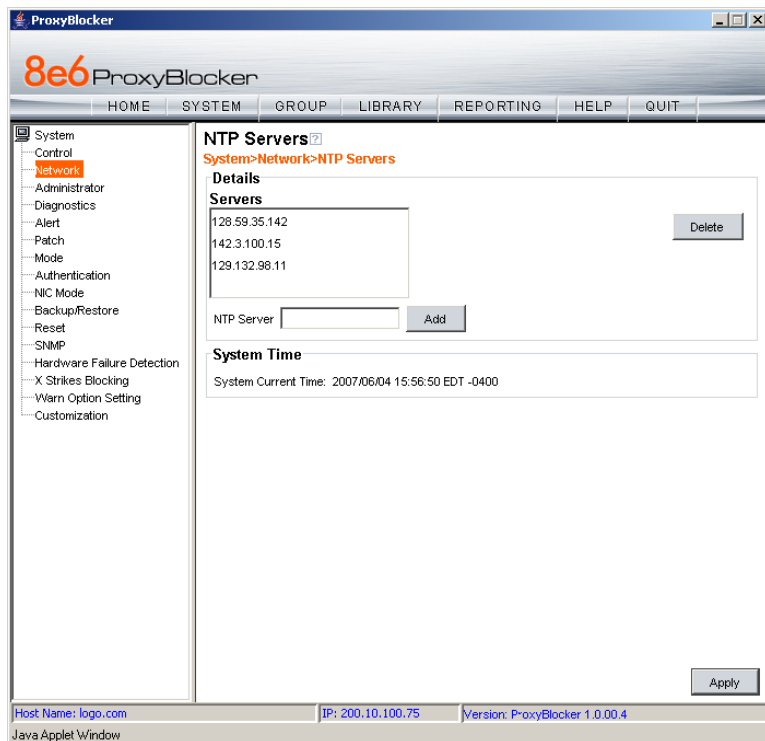 ProxyBlocker
8e6 ProxyBlocker
HOME SYSTEM GROUP LIBRARY REPORTING HELP QUIT
System
Control
Network
Administrator
Diagnostics
Alert
Patch
Mode
Authentication
NIC Mode
Backup/Restore
Reset
SNMP
Hardware Failure Detection
X Strikes Blocking
Warn Option Setting
Customization
NTP Servers?
System>Network>NTP Servers
Details
Servers
128.59.35.142
142.3.100.15
129.132.98.11
Delete
NTP Server
Add
System Time
System Current Time: 2007/06/04 15:56:50 EDT -0400
Apply
Host Name: logo.com
IP: 200.10.100.75
Version: ProxyBlocker 1.0.00.4
Java Applet Window